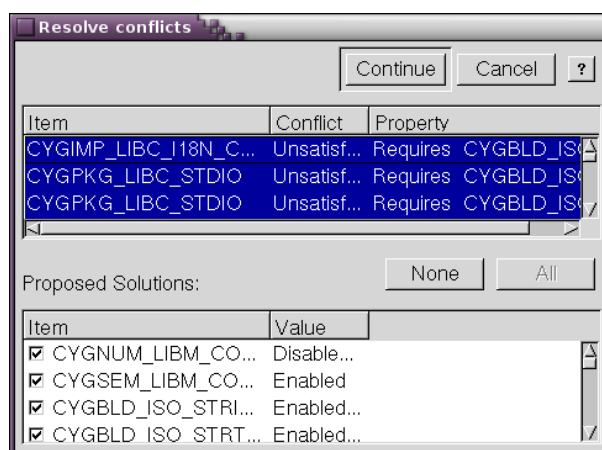 Resolve conflicts
Continue Cancel ?
Item Conflict Property
CYGIMP_LIBC_I18N_C... Unsatisf... Requires CYGBLD_IS
CYGPKG_LIBC_STDIO Unsatisf... Requires CYGBLD_IS
CYGPKG_LIBC_STDIO Unsatisf... Requires CYGBLD_IS
Proposed Solutions: None All
Item Value
CYGNUM_LIBM_CO... Disable...
CYGSEM_LIBM_CO... Enabled
CYGBLD_ISO_STRI... Enabled...
CYGBLD_ISO_STRT... Enabled...